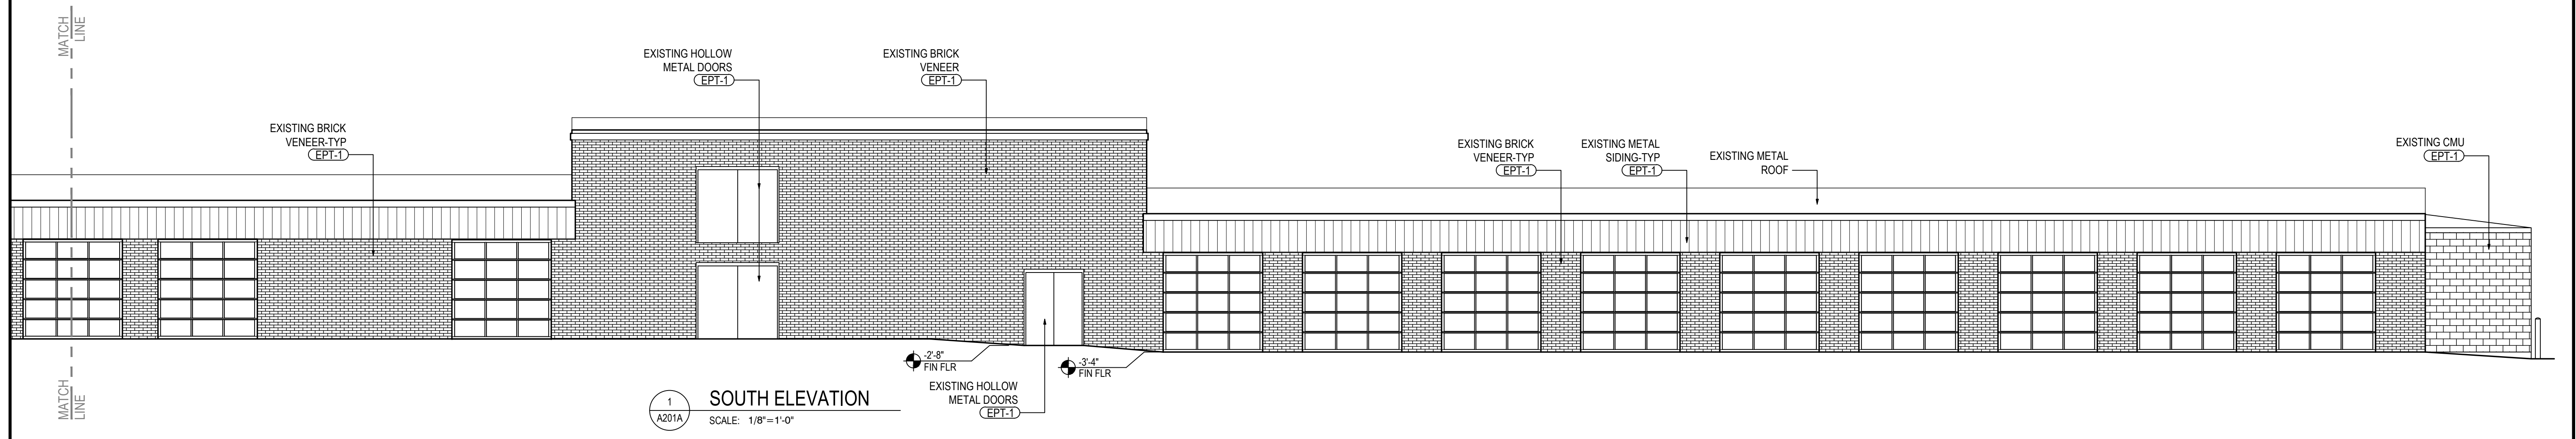 MATCH
LINE
EXISTING BRICK
VENEER-TYP
EPT-1
EXISTING HOLLOW
METAL DOORS
EPT-1
EXISTING BRICK
VENEER
EPT-1
EXISTING BRICK
VENEER-TYP
EPT-1
EXISTING METAL
SIDING-TYP
EPT-1
EXISTING METAL
ROOF
EXISTING CMU
EPT-1
MATCH
LINE
-2'-8"
FIN FLR
-3'-4"
FIN FLR
EXISTING HOLLOW
METAL DOORS
EPT-1
1
A201A
SOUTH ELEVATION
SCALE: 1/8"=1'-0"